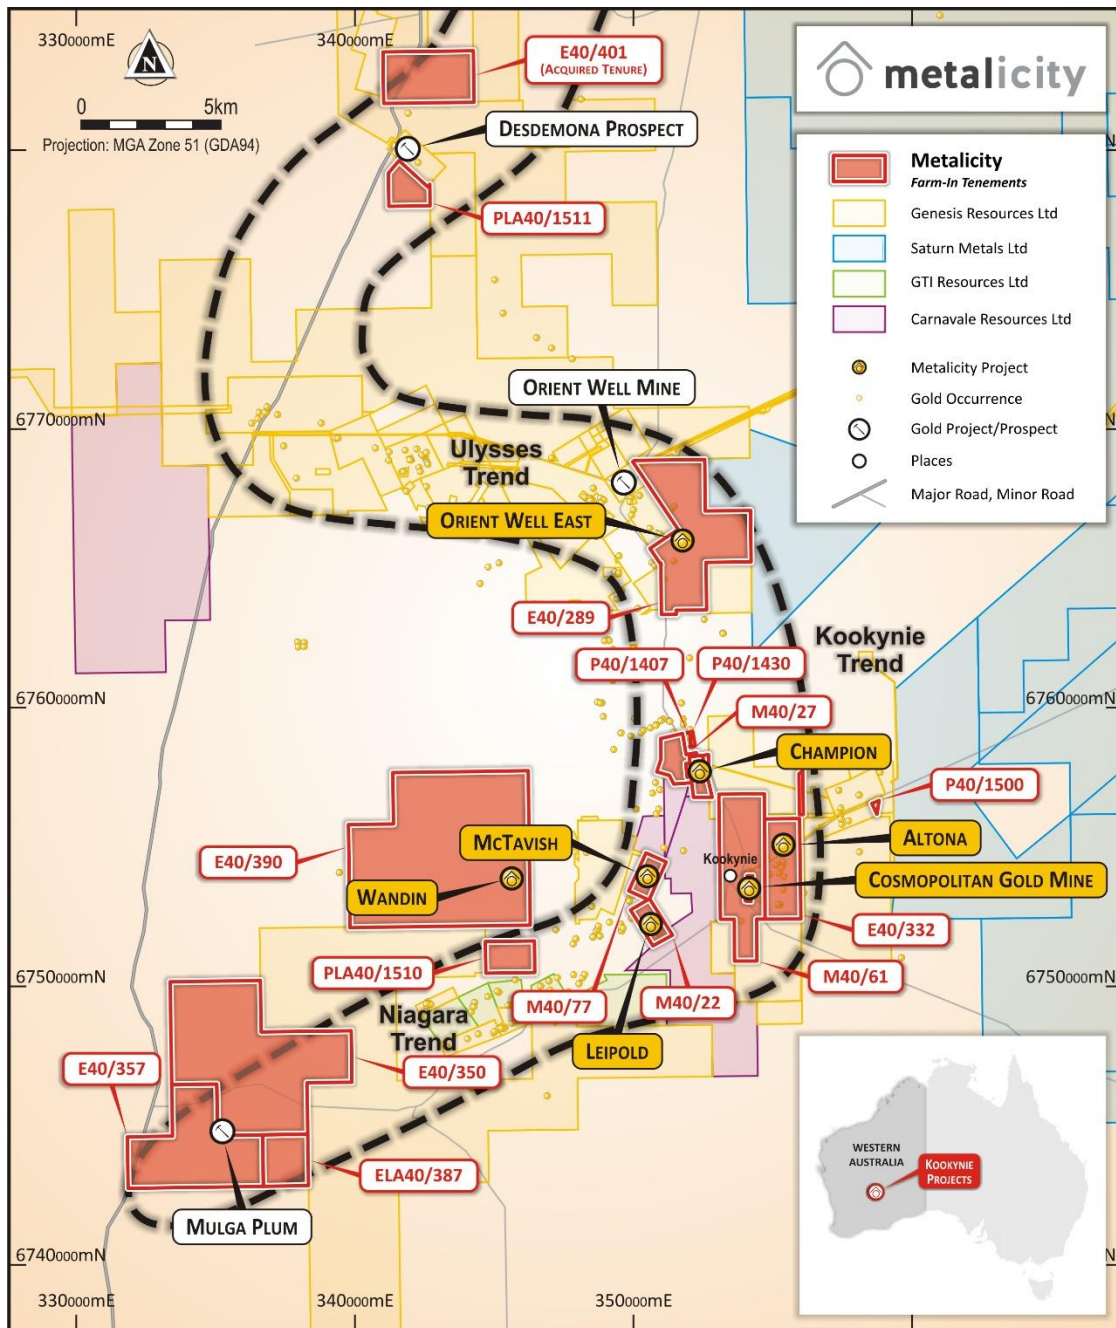 330000mE
340000mE
E40/401
(ACQUIRED TENURE)
metalicity
N
0 5km
Projection: MGA Zone 51 (GDA94)
DESDEMONA PROSPECT
PLA40/1511
Metalicity
Farm-In Tenements
Genesis Resources Ltd
Saturn Metals Ltd
GTI Resources Ltd
Carnavale Resources Ltd
Metalicity Project
Gold Occurrence
Gold Project/Prospect
Places
Major Road, Minor Road
ORIENT WELL MINE
6770000mN
Ulysses
Trend
ORIENT WELL EAST
E40/289
Kookynie
Trend
P40/1407
P40/1430
M40/27
6760000mN
6760000mN
CHAMPION
P40/1500
MCTAVISH
ALTONA
E40/390
Kookynie
WANDIN
COSMOPOLITAN GOLD MINE
E40/332
PLA40/1510
M40/61
6750000mN
6750000mN
M40/77
M40/22
Niagara
Trend
LEIPOLD
E40/357
E40/350
ELA40/387
MULGA PLUM
WESTERN
AUSTRALIA
KOOKYNIE
PROJECTS
6740000mN
330000mE
340000mE
350000mE